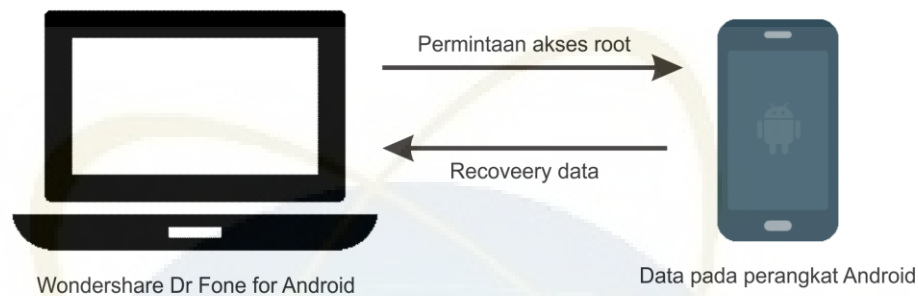 Permintaan akses root
Recoveery data
Wondershare Dr Fone for Android
Data pada perangkat Android